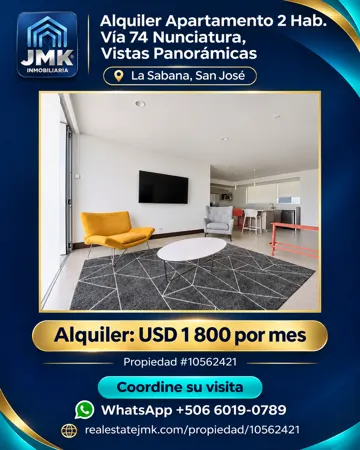 JMK
INMOBILIARIA
Alquiler Apartamento 2 Hab.
Vía 74 Nunciatura,
Vistas Panorámicas
La Sabana, San José
Alquiler: USD 1 800 por mes
Propiedad #10562421
Coordine su visita
WhatsApp +506 6019-0789
realestatejmk.com/propiedad/10562421